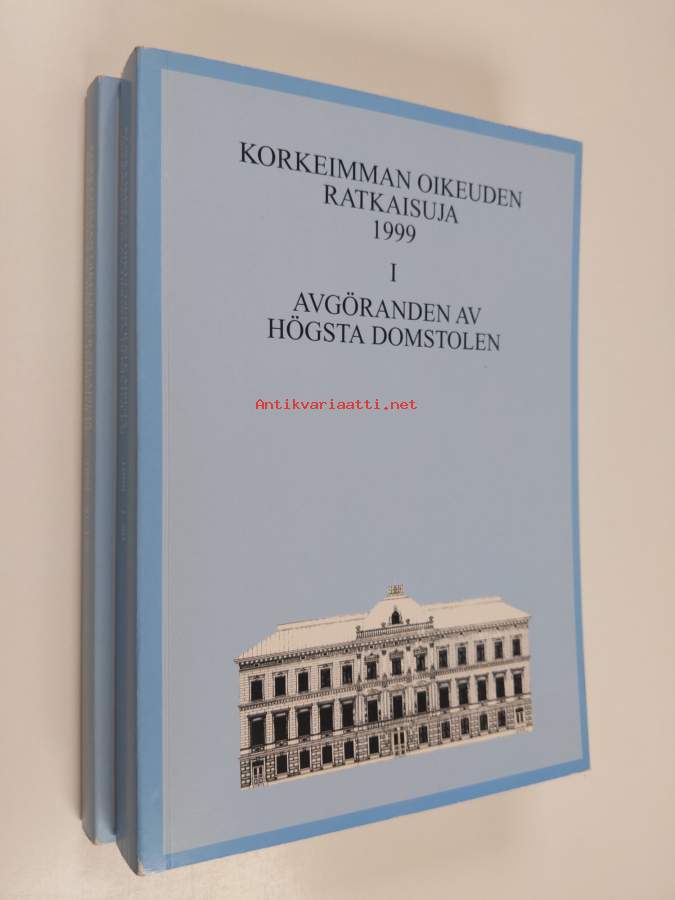 KORKEIMMAN OIKEUDEN
RATKAISUJA
1999
I
AVGÖRANDEN AV
HÖGSTA DOMSTOLEN
Antikvariaatti.net